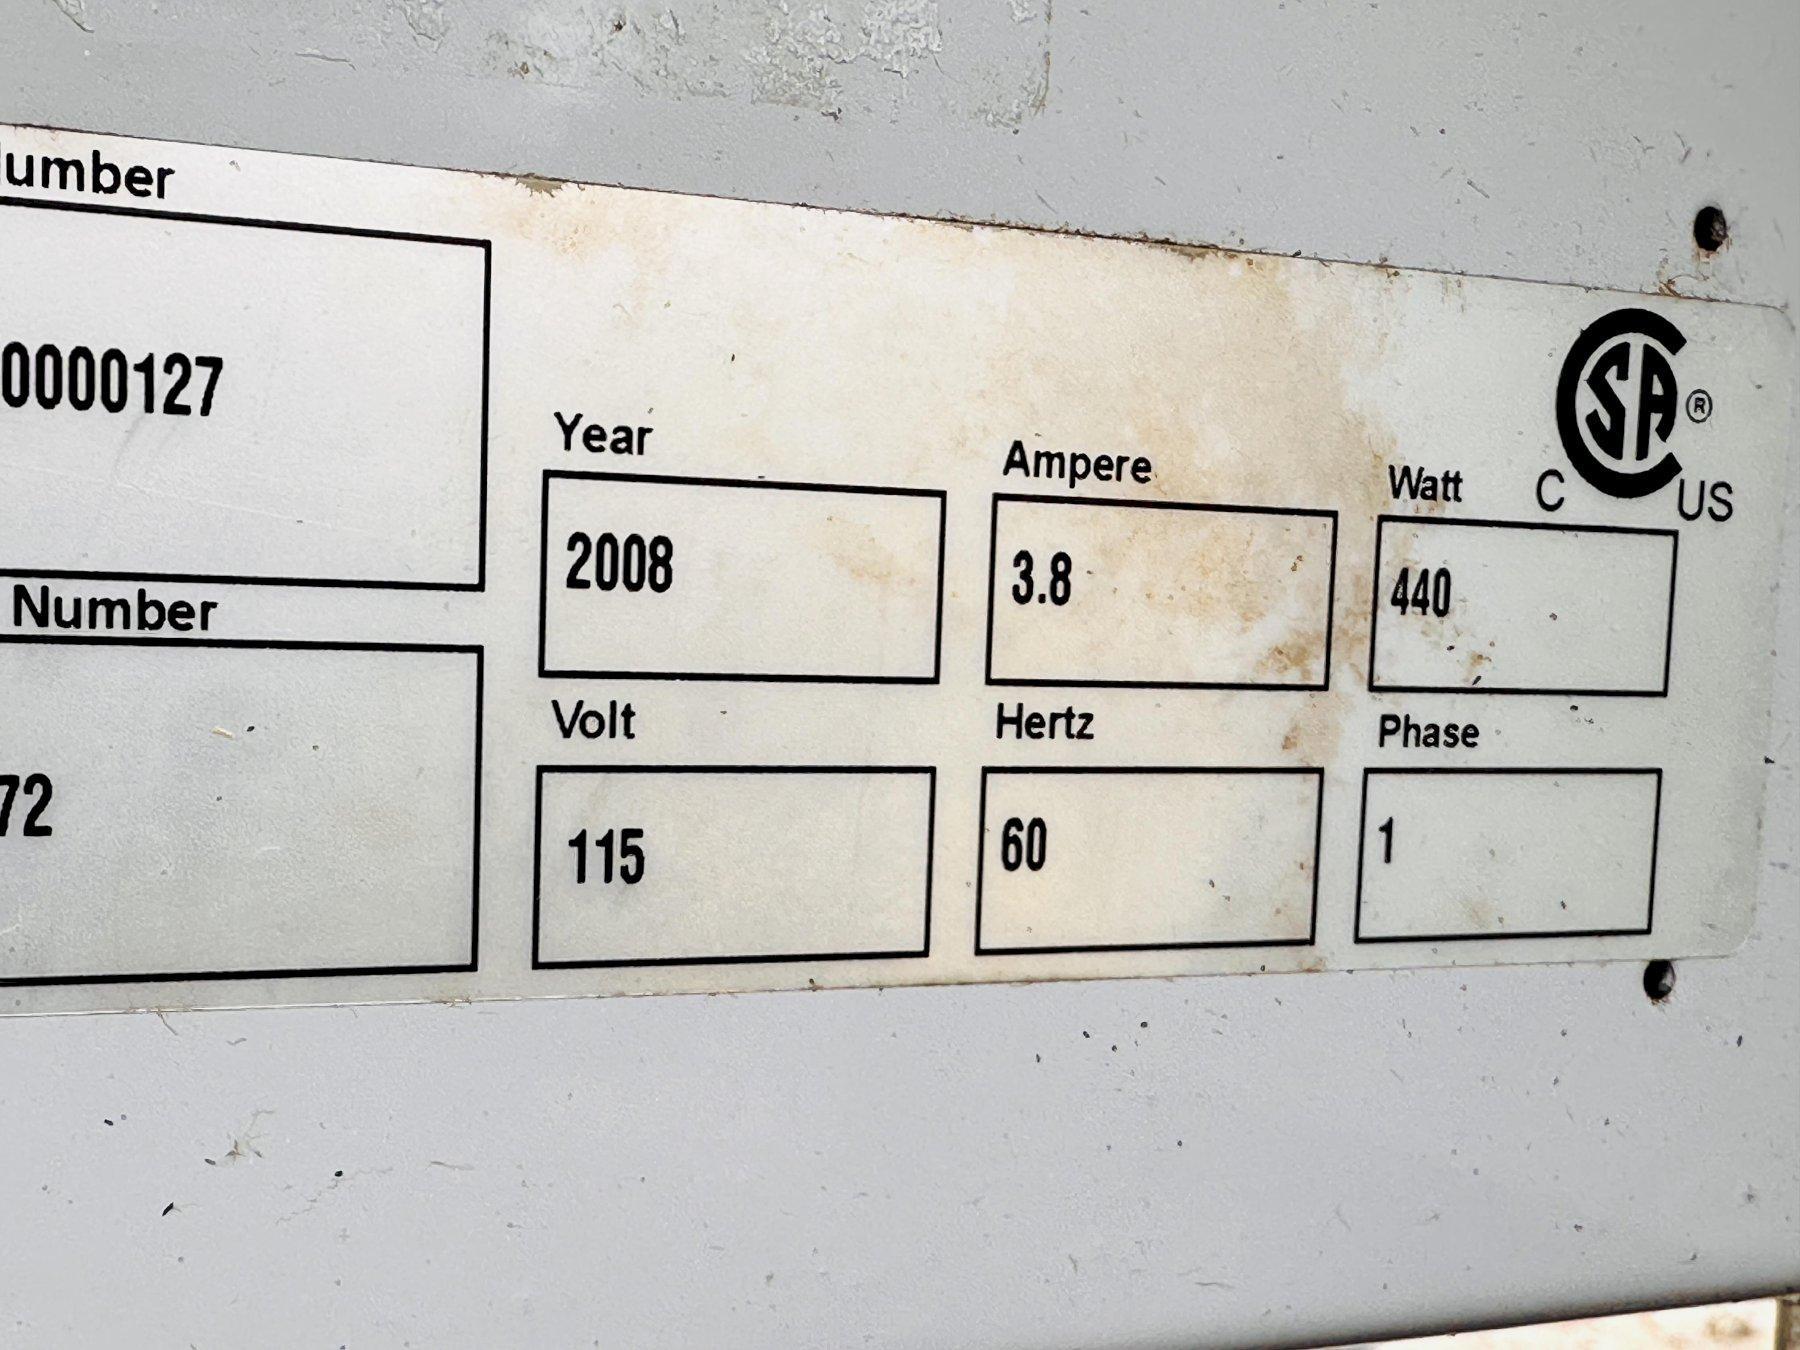 umber
0000127
Number
72
Year
2008
Ampere
3.8
Watt
440
Volt
115
Hertz
60
Phase
1
C SA ® US